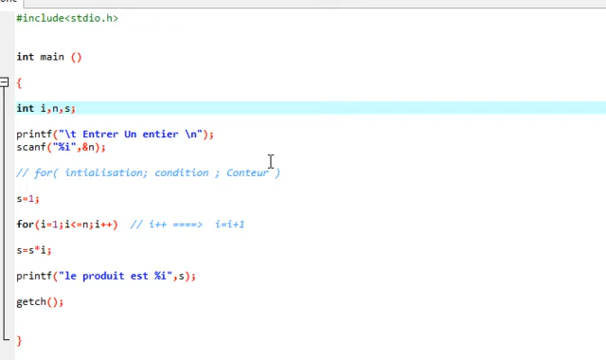 #include<stdio.h>
int main ()
{
int i,n,s;
printf("\t Entrer Un entier \n");
scanf("%i",&n);
// for( intialisation; condition ; Conteur )
s=1;
for(i=1;i<=n;i++)  // i++ ====>  i=i+1
s=s*i;
printf("le produit est %i",s);
getch();
}